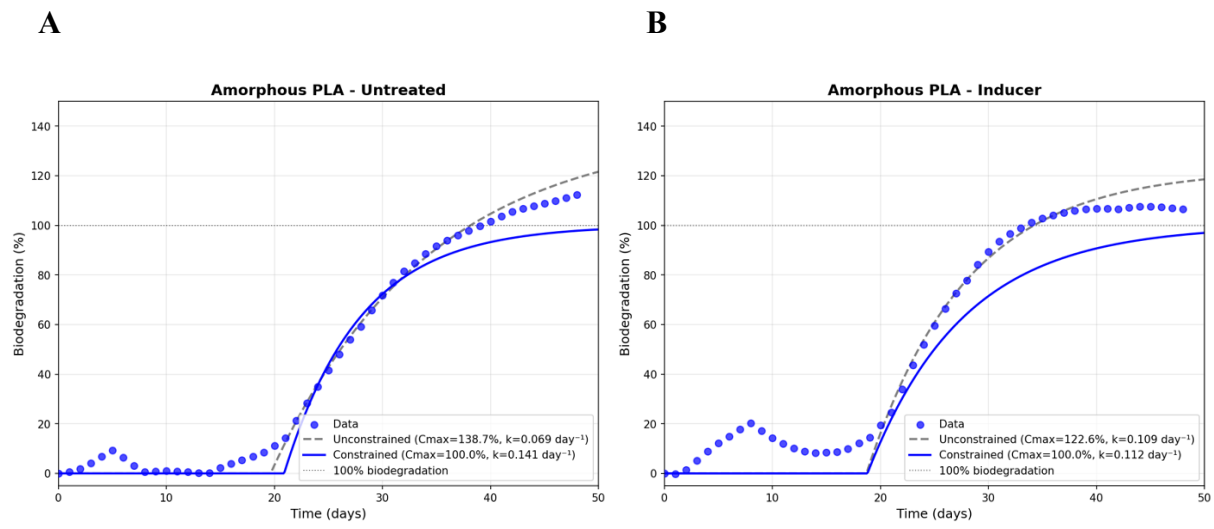 A
Amorphous PLA - Untreated
Biodegradation (%)
140
120
100
80
60
40
20
0
Data
Unconstrained (Cmax=138.7%, k=0.069 day⁻¹)
Constrained (Cmax=100.0%, k=0.141 day⁻¹)
100% biodegradation
0 10 20 30 40 50
Time (days)
B
Amorphous PLA - Inducer
Biodegradation (%)
140
120
100
80
60
40
20
0
Data
Unconstrained (Cmax=122.6%, k=0.109 day⁻¹)
Constrained (Cmax=100.0%, k=0.112 day⁻¹)
100% biodegradation
0 10 20 30 40 50
Time (days)